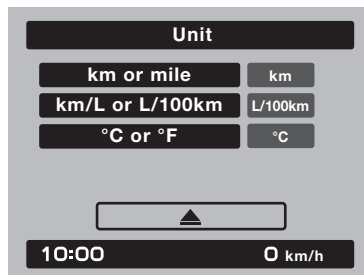 Unit
km or mile km
km/L or L/100km L/100km
°C or °F °C
10:00 0 km/h